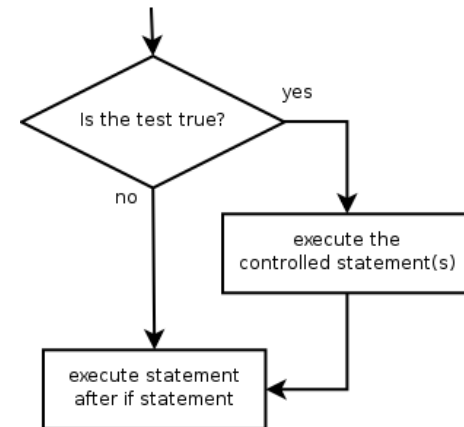 Is the test true?
yes
no
execute the
controlled statement(s)
execute statement
after if statement